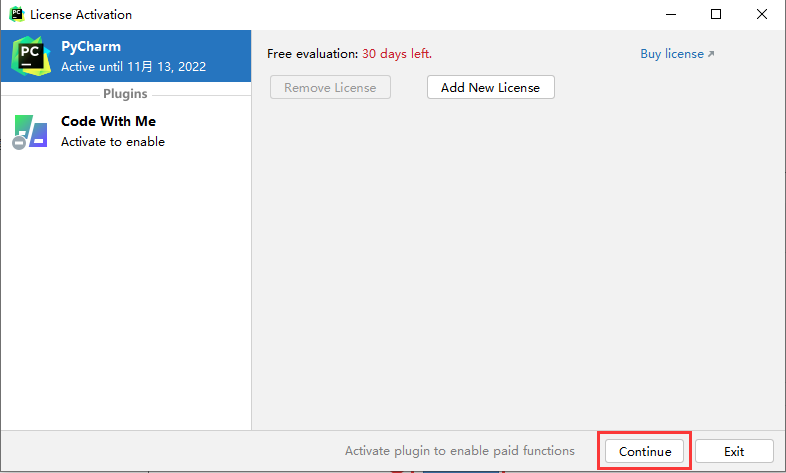 License Activation
PC
PyCharm
Active until 11月 13, 2022
Plugins
Code With Me
Activate to enable
Free evaluation: 30 days left.
Buy license
Remove License
Add New License
Activate plugin to enable paid functions
Continue
Exit